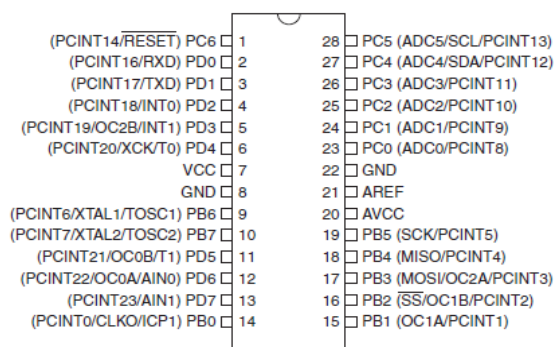 (PCINT14/RESET) PC6 1 28 PC5 (ADC5/SCL/PCINT13)
(PCINT16/RXD) PD0 2 27 PC4 (ADC4/SDA/PCINT12)
(PCINT17/TXD) PD1 3 26 PC3 (ADC3/PCINT11)
(PCINT18/INT0) PD2 4 25 PC2 (ADC2/PCINT10)
(PCINT19/OC2B/INT1) PD3 5 24 PC1 (ADC1/PCINT9)
(PCINT20/XCK/T0) PD4 6 23 PC0 (ADC0/PCINT8)
VCC 7 22 GND
GND 8 21 AREF
(PCINT6/XTAL1/TOSC1) PB6 9 20 AVCC
(PCINT7/XTAL2/TOSC2) PB7 10 19 PB5 (SCK/PCINT5)
(PCINT21/OC0B/T1) PD5 11 18 PB4 (MISO/PCINT4)
(PCINT22/OC0A/AIN0) PD6 12 17 PB3 (MOSI/OC2A/PCINT3)
(PCINT23/AIN1) PD7 13 16 PB2 (SS/OC1B/PCINT2)
(PCINT0/CLKO/ICP1) PB0 14 15 PB1 (OC1A/PCINT1)